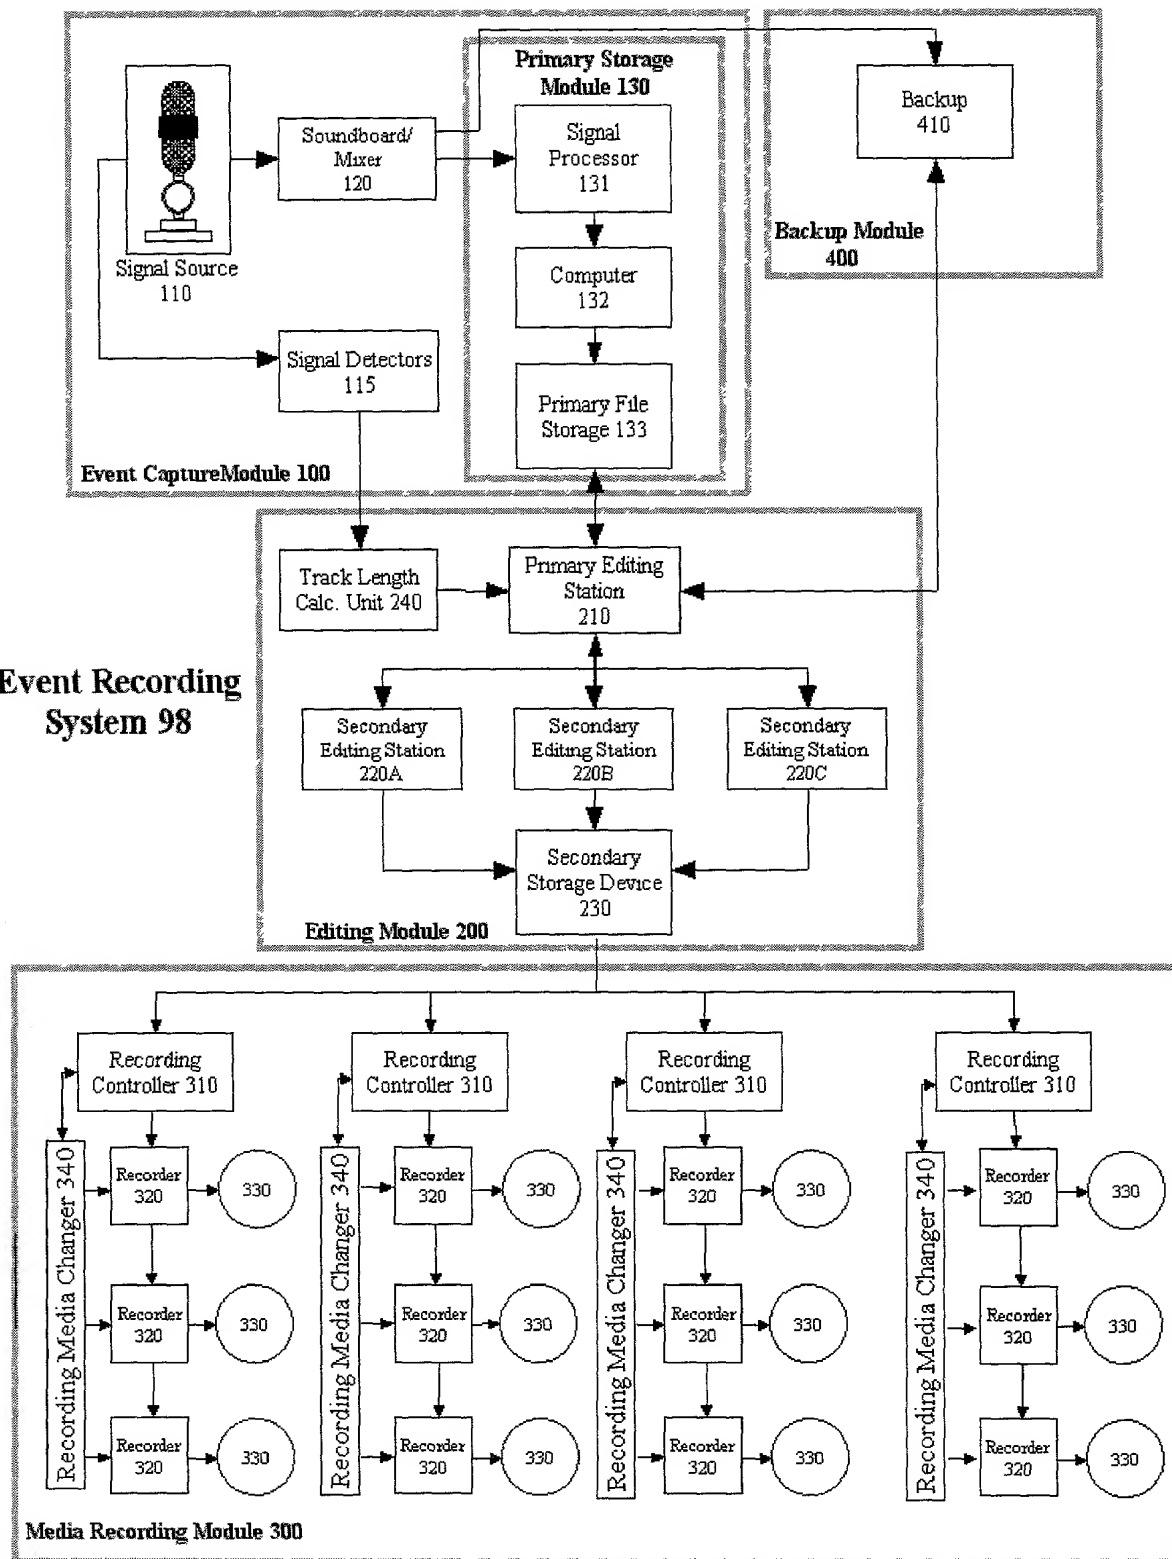 Primary Storage
Module 130
Backup
410
Soundboard/
Mixer
120
Signal
Processor
131
Backup Module
400
Signal Source
110
Computer
132
Signal Detectors
115
Primary File
Storage 133
Event CaptureModule 100
Track Length
Calc. Unit 240
Primary Editing
Station
210
Event Recording
System 98
Secondary
Editing Station
220A
Secondary
Editing Station
220B
Secondary
Editing Station
220C
Secondary
Storage Device
230
Editing Module 200
Recording
Controller 310
Recording
Controller 310
Recording
Controller 310
Recording
Controller 310
Recording Media Changer 340
Recorder
320
330
Recorder
320
330
Recorder
320
330
Recording Media Changer 340
Recorder
320
330
Recorder
320
330
Recorder
320
330
Recording Media Changer 340
Recorder
320
330
Recorder
320
330
Recorder
320
330
Recording Media Changer 340
Recorder
320
330
Recorder
320
330
Recorder
320
330
Media Recording Module 300